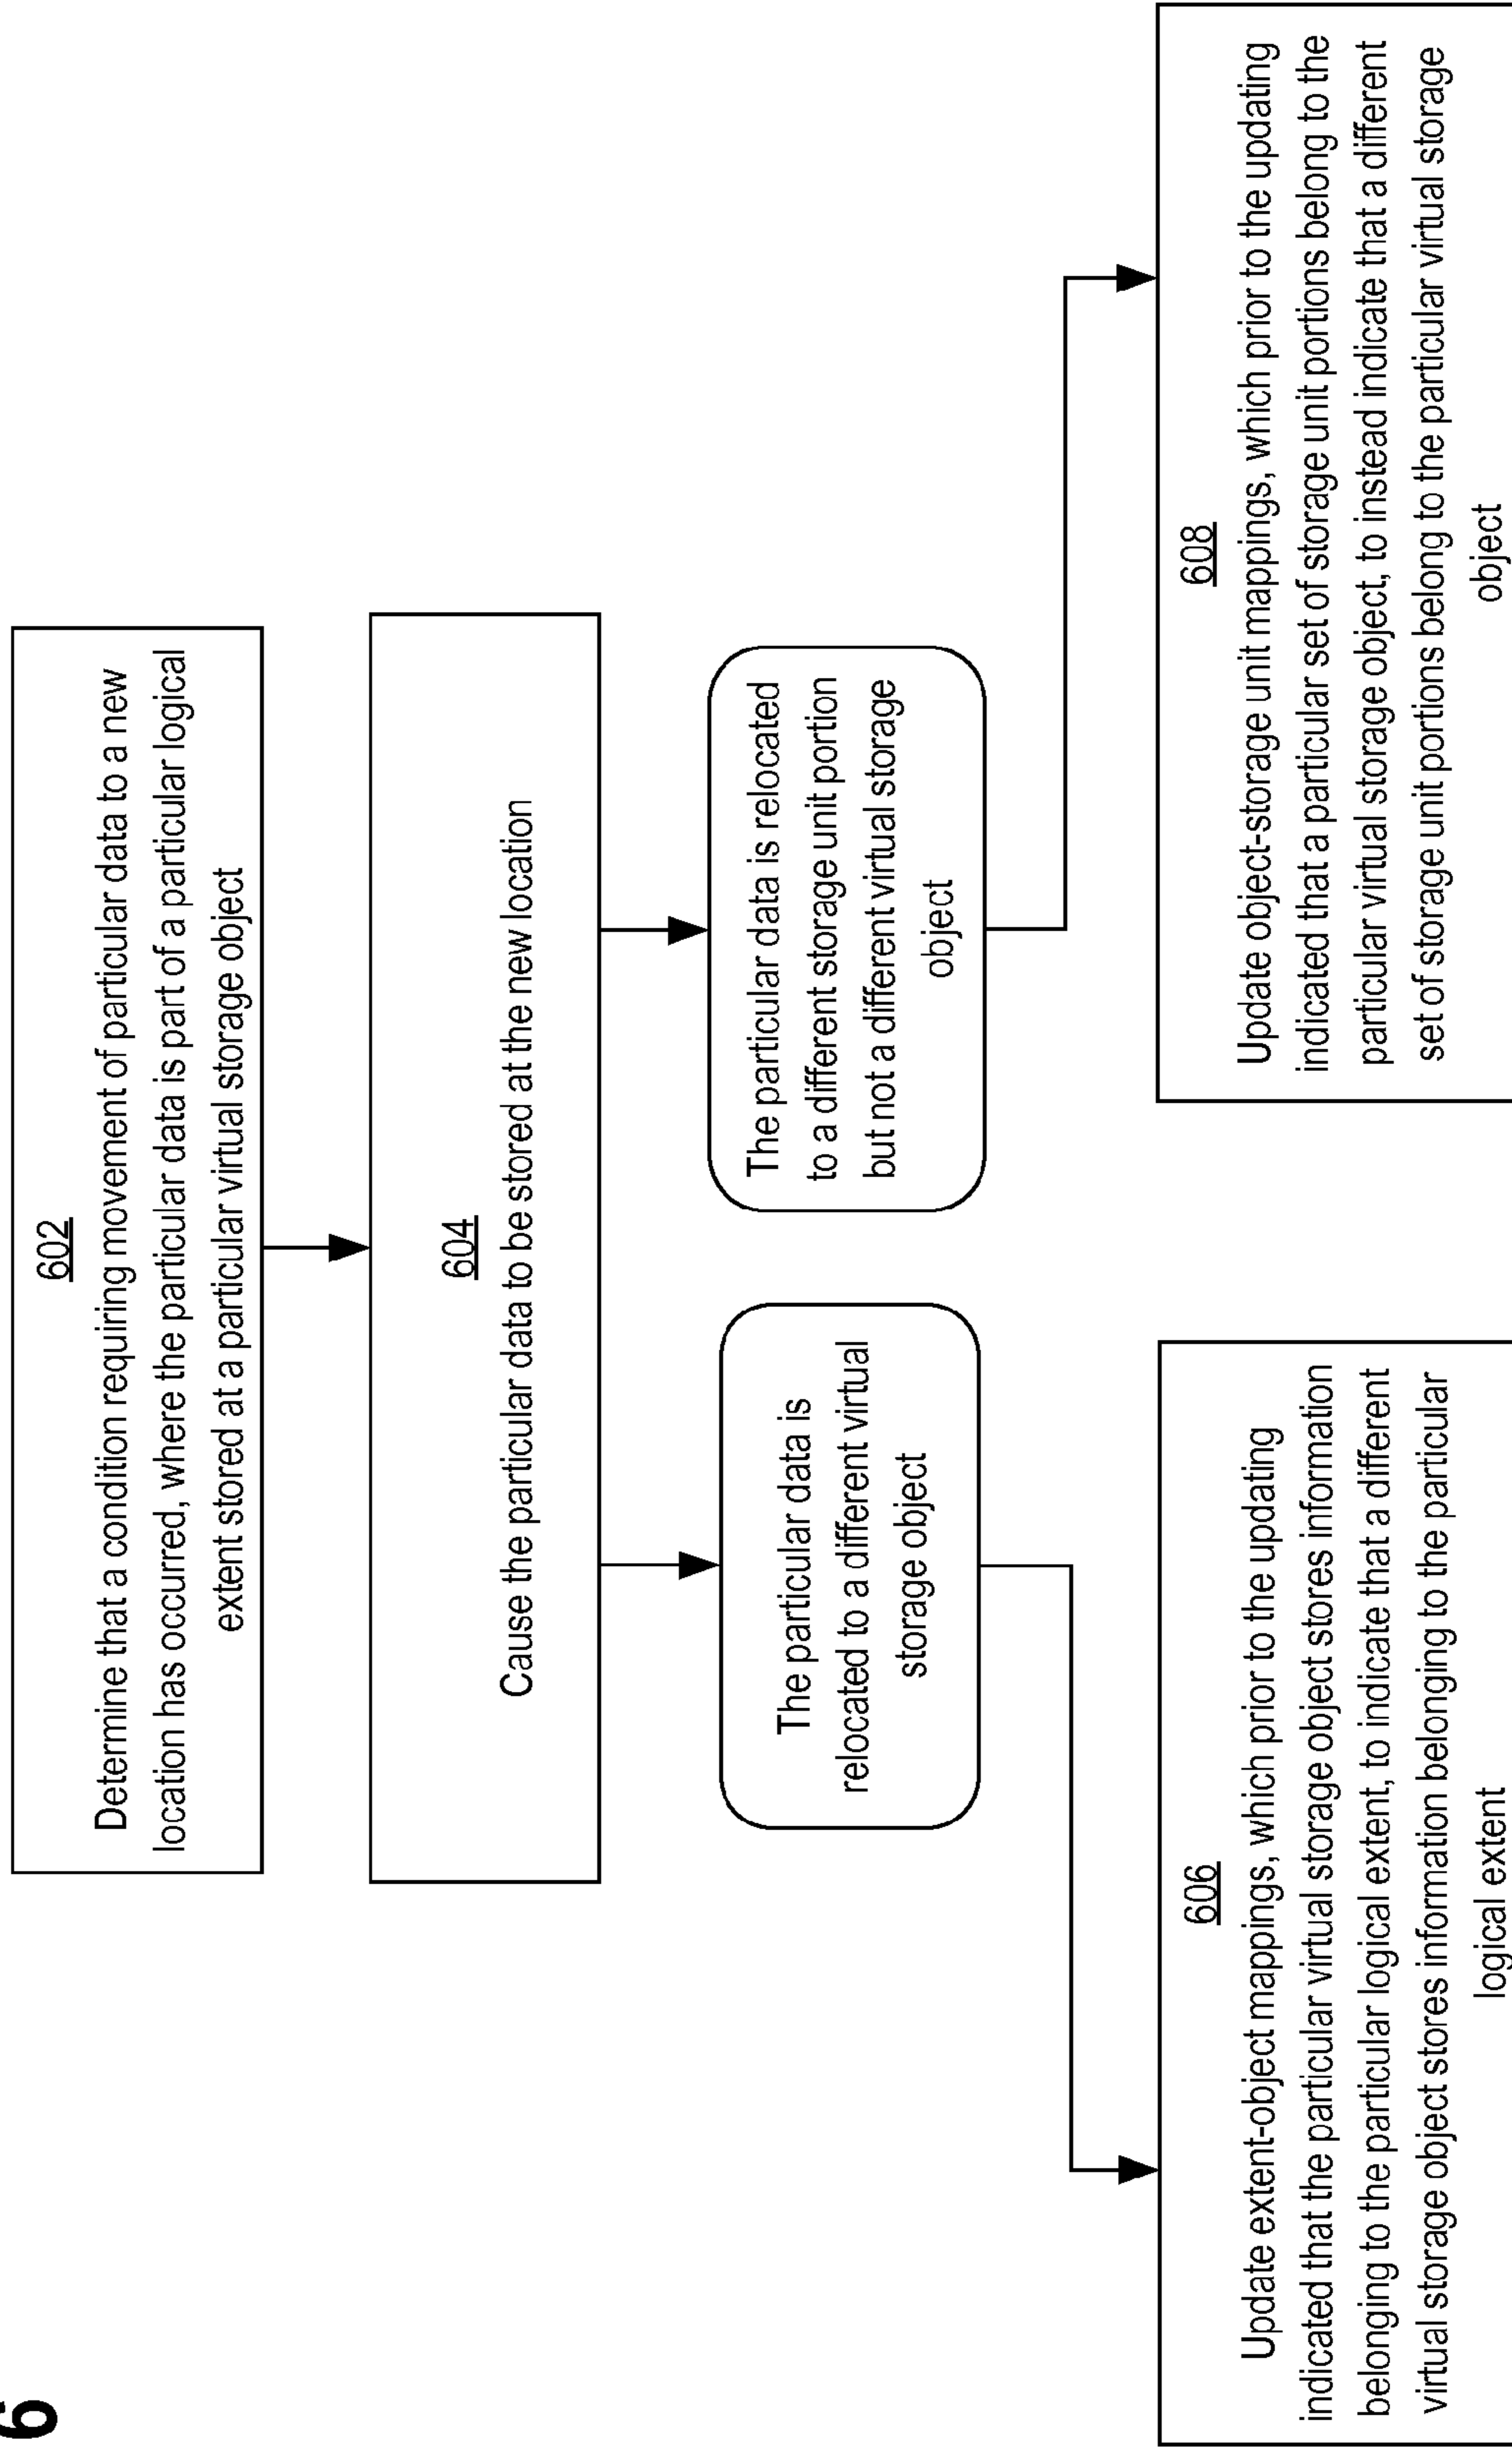 6
602
Determine that a condition requiring movement of particular data to a new
location has occurred, where the particular data is part of a particular logical
extent stored at a particular virtual storage object
604
Cause the particular data to be stored at the new location
The particular data is
relocated to a different virtual
storage object
The particular data is relocated
to a different storage unit portion
but not a different virtual storage
object
606
Update extent-object mappings, which prior to the updating
indicated that the particular virtual storage object stores information
belonging to the particular logical extent, to indicate that a different
virtual storage object stores information belonging to the particular
logical extent
608
Update object-storage unit mappings, which prior to the updating
indicated that a particular set of storage unit portions belong to the
particular virtual storage object, to instead indicate that a different
set of storage unit portions belong to the particular virtual storage
object